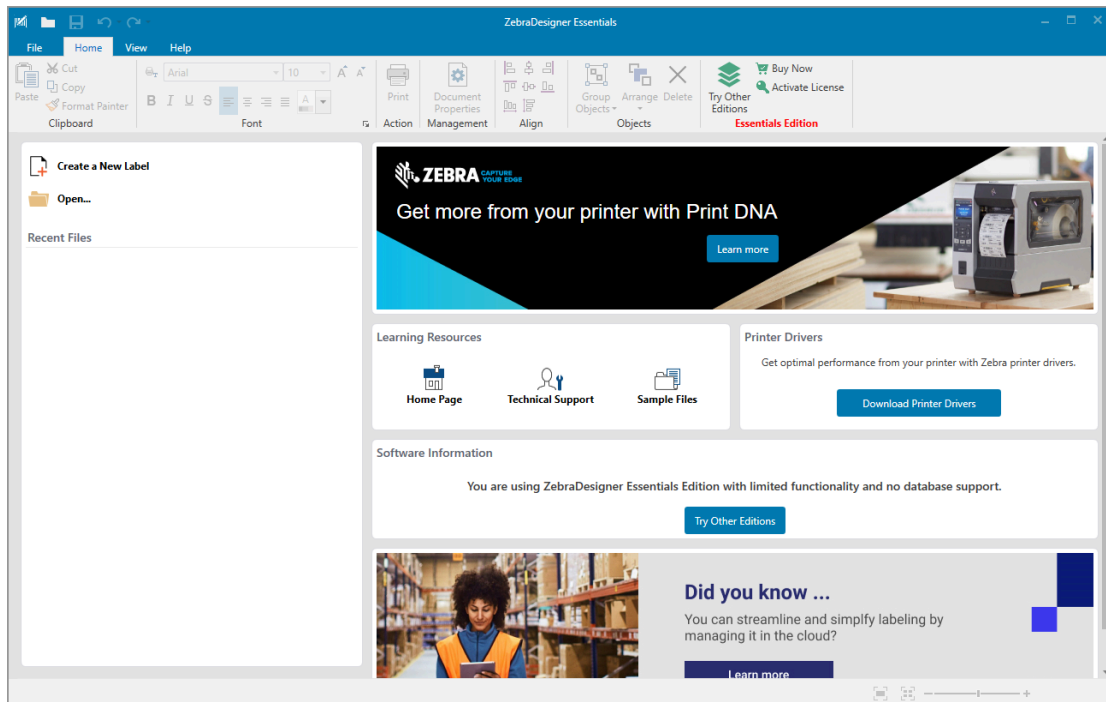 ZebraDesigner Essentials
File Home View Help
Paste
Cut
Copy
Format Painter
Clipboard
Arial 10
B I U S
Font
Print
Action
Document
Properties
Management
Align
Group
Objects
Arrange
Delete
Objects
Try Other
Editions
Buy Now
Activate License
Essentials Edition
Create a New Label
Open...
Recent Files
ZEBRA CAPTURE
YOUR EDGE
Get more from your printer with Print DNA
Learn more
Learning Resources
Home Page
Technical Support
Sample Files
Printer Drivers
Get optimal performance from your printer with Zebra printer drivers.
Download Printer Drivers
Software Information
You are using ZebraDesigner Essentials Edition with limited functionality and no database support.
Try Other Editions
Did you know ...
You can streamline and simplfy labeling by
managing it in the cloud?
Learn more